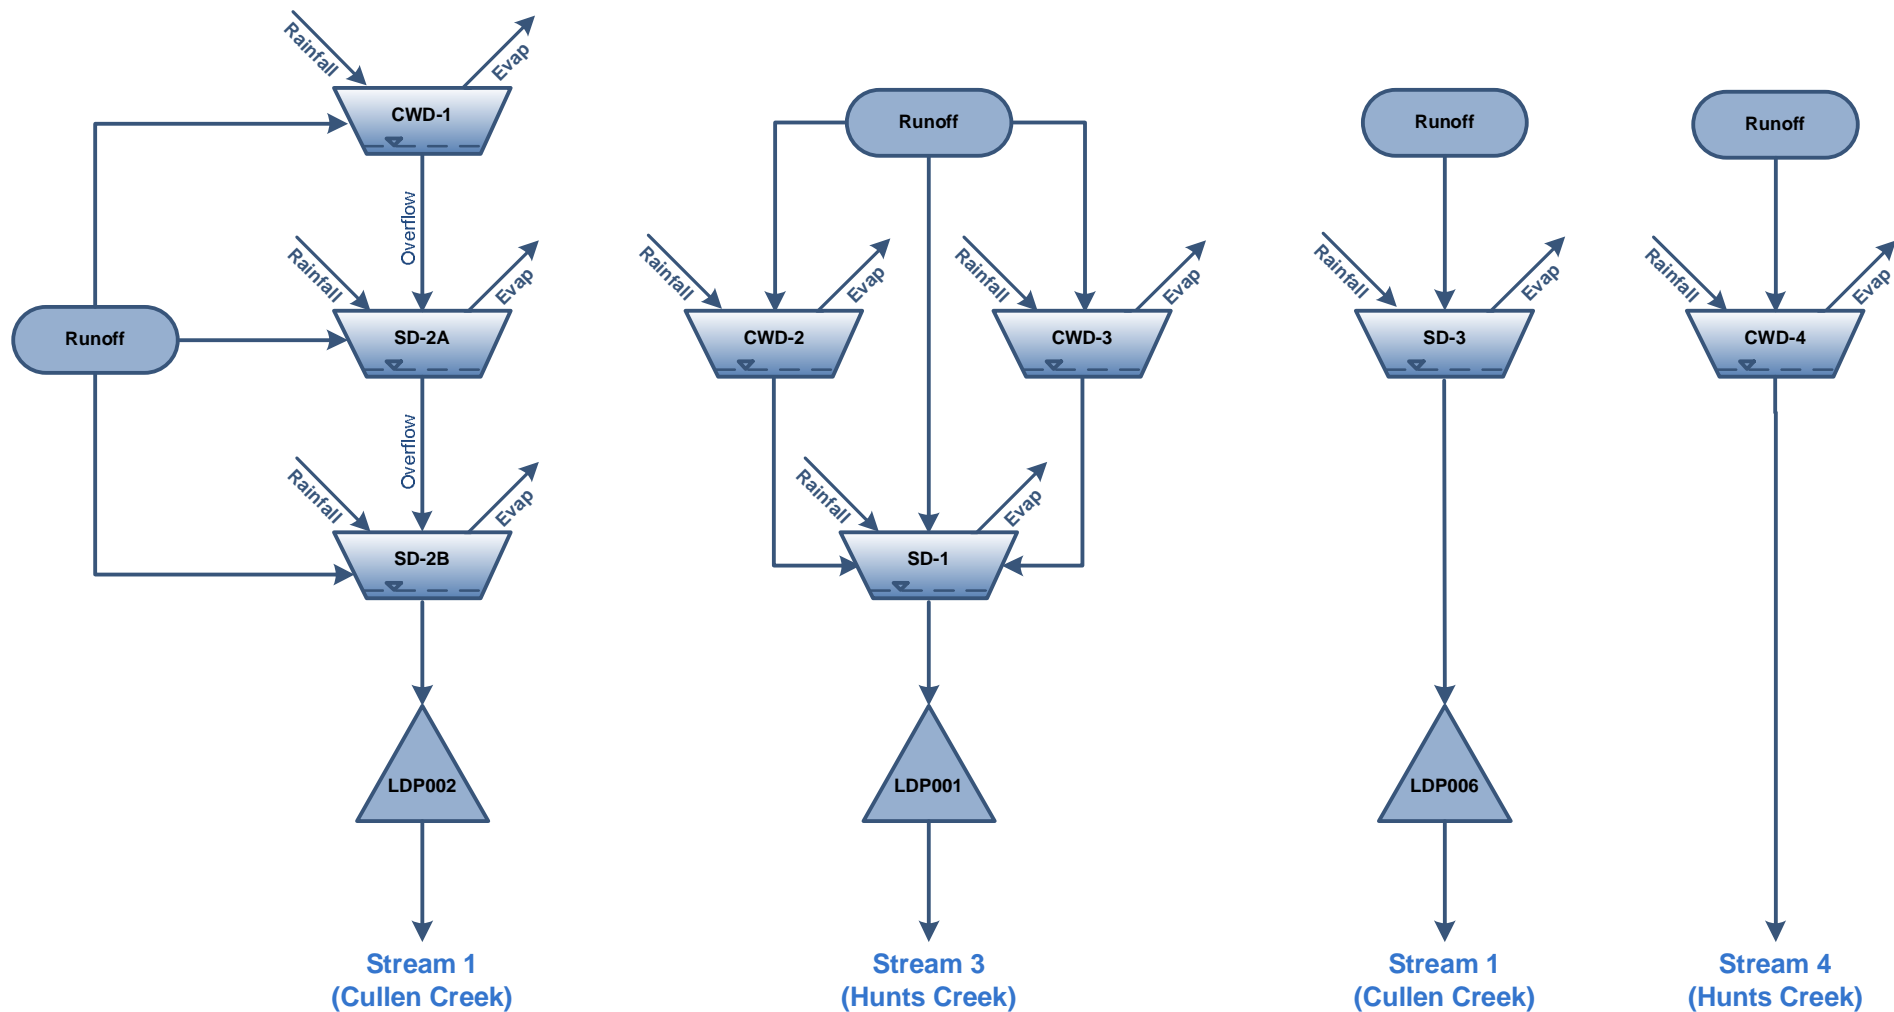 Rainfall
Evap
CWD-1
Overflow
Runoff
Rainfall
Evap
SD-2A
Overflow
Rainfall
Evap
SD-2B
LDP002
Stream 1
(Cullen Creek)
Runoff
Rainfall
Evap
CWD-2
Rainfall
Evap
CWD-3
Rainfall
Evap
SD-1
LDP001
Stream 3
(Hunts Creek)
Runoff
Rainfall
Evap
SD-3
LDP006
Stream 1
(Cullen Creek)
Runoff
Rainfall
Evap
CWD-4
Stream 4
(Hunts Creek)